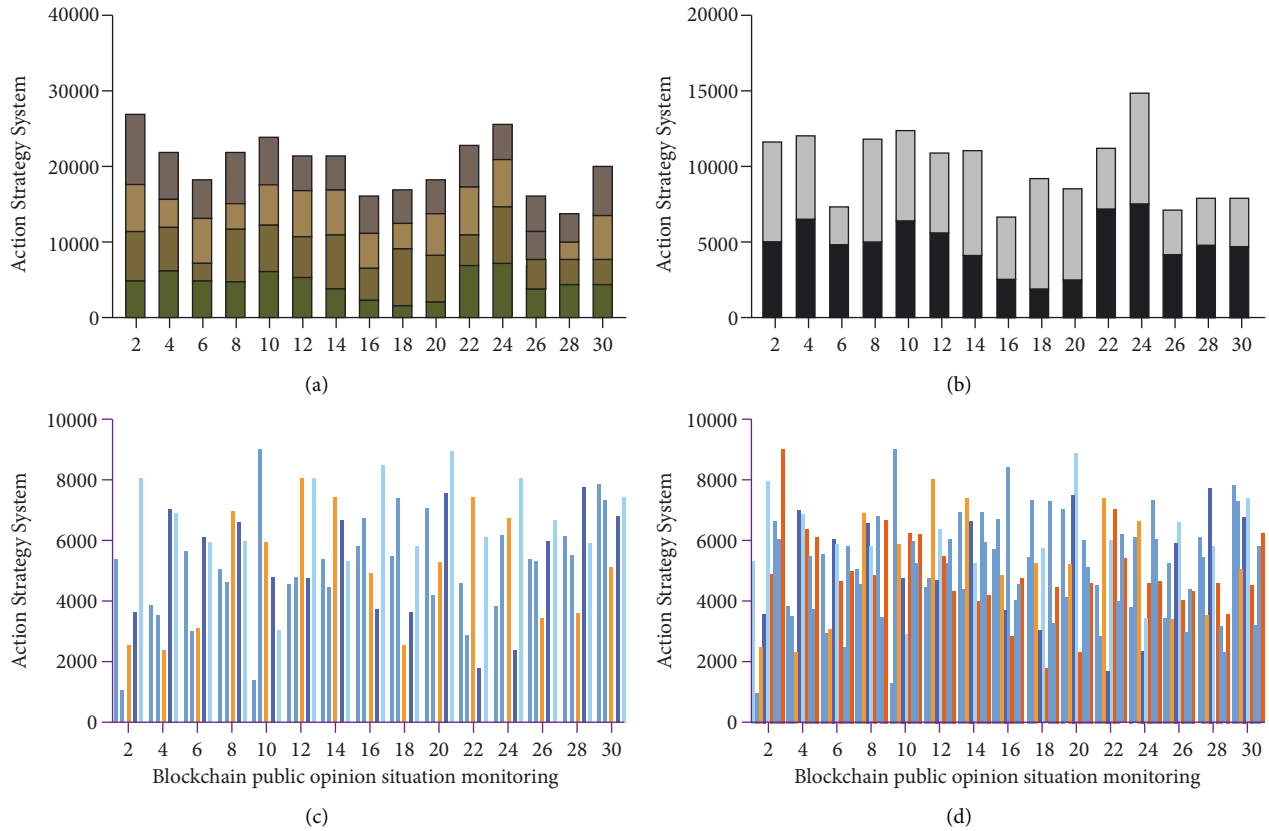 40000
30000
20000
10000
0
Action Strategy System
2 4 6 8 10 12 14 16 18 20 22 24 26 28 30
(a)
20000
15000
10000
5000
0
Action Strategy System
2 4 6 8 10 12 14 16 18 20 22 24 26 28 30
(b)
10000
8000
6000
4000
2000
0
Action Strategy System
2 4 6 8 10 12 14 16 18 20 22 24 26 28 30
Blockchain public opinion situation monitoring
(c)
10000
8000
6000
4000
2000
0
Action Strategy System
2 4 6 8 10 12 14 16 18 20 22 24 26 28 30
Blockchain public opinion situation monitoring
(d)